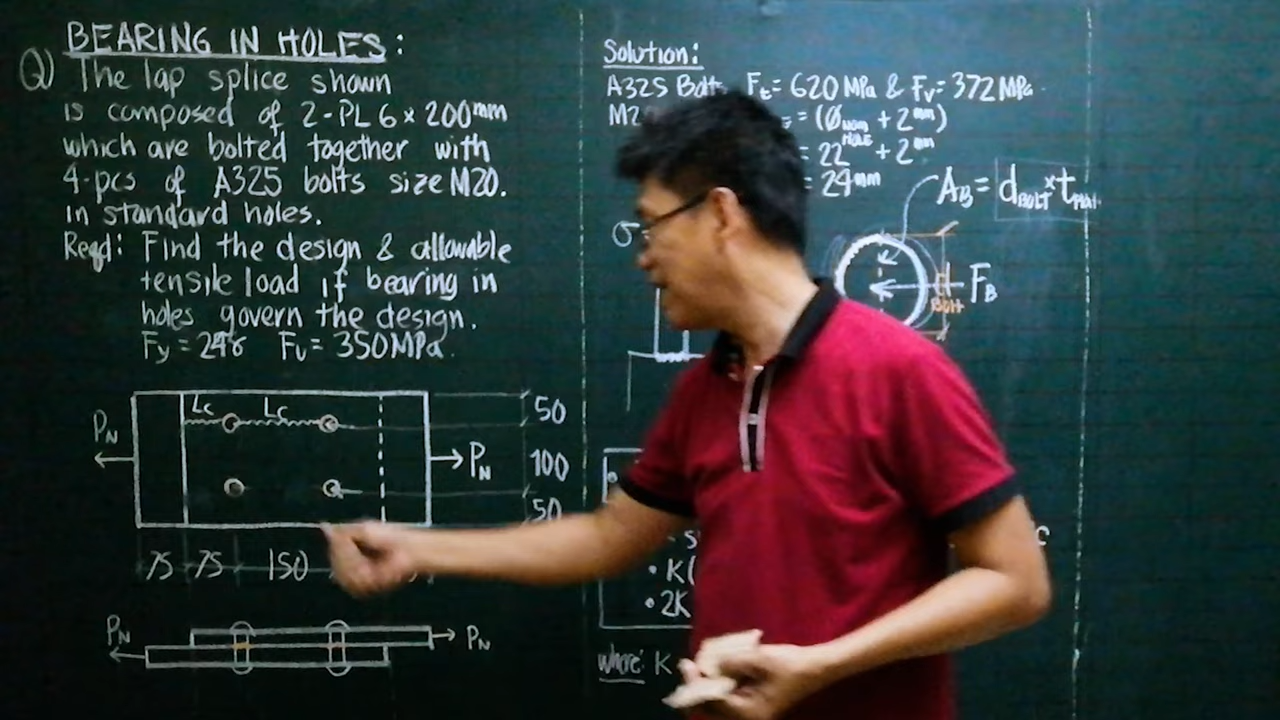 BEARING IN HOLES:
Q) The lap splice shown
is composed of 2-PL 6 x 200mm
which are bolted together with
4-pcs of A325 bolts size M20.
in standard holes.
Reqd: Find the design & allowable
tensile load if bearing in
holes govern the design.
Fy = 248 Fu = 350MPa.
Lc Lc
PN
PN
50
100
50
75 75 150
PN
PN
Solution:
A325 Bolts Ft = 620 MPa & Fv = 372 MPa.
= (ØNOM HOLE + 2mm)
= 22 + 2mm
= 24mm
AB = dBOLT x t
σ
FB
Bolt
• K(
• 2K
where: K